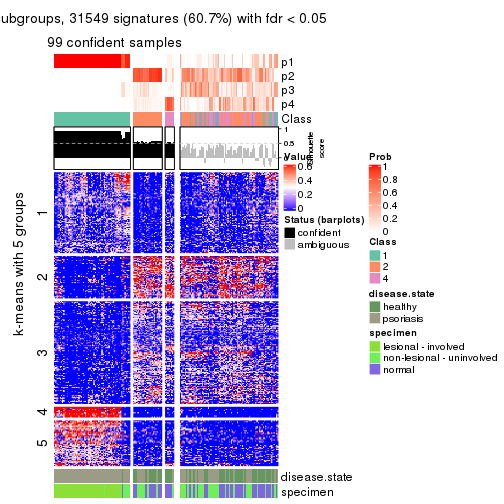 ubgroups, 31549 signatures (60.7%) with fdr < 0.05
99 confident samples
p1
p2
p3
p4
Class
1
0.5
0
Silhouette
score
k-means with 5 groups
1
2
3
4
5
disease.state
specimen
Value
0.6
0.4
0.2
0
Status (barplots)
confident
ambiguous
Prob
1
0.8
0.6
0.4
0.2
0
Class
1
2
4
disease.state
healthy
psoriasis
specimen
lesional - involved
non-lesional - uninvolved
normal